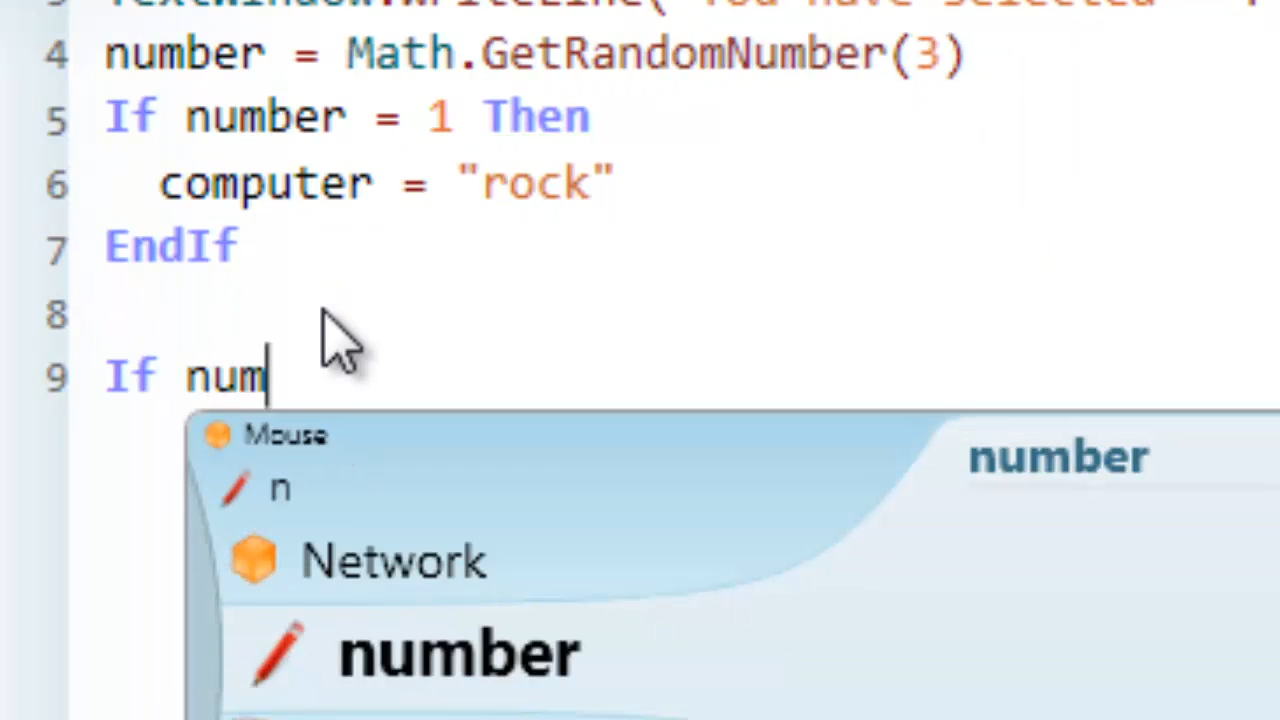 4 number = Math.GetRandomNumber(3)
5 If number = 1 Then
6 computer = "rock"
7 EndIf
8
9 If num
Mouse
n
Network
number
number